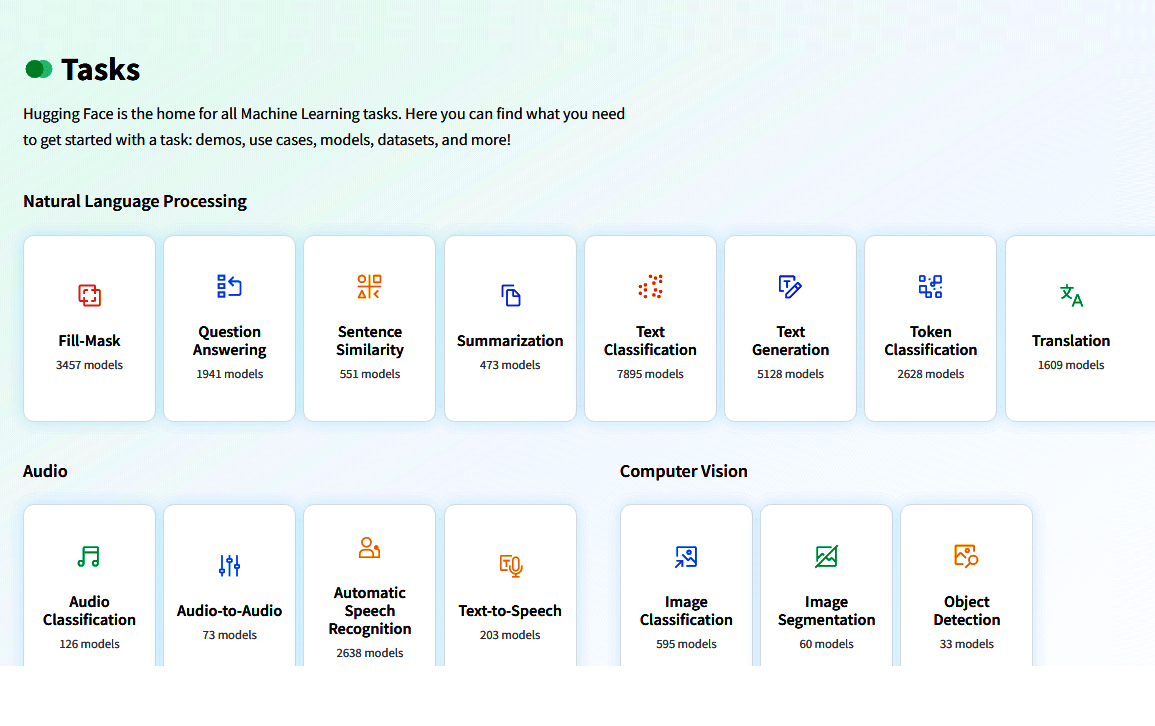 Tasks
Hugging Face is the home for all Machine Learning tasks. Here you can find what you need
to get started with a task: demos, use cases, models, datasets, and more!
Natural Language Processing
Fill-Mask
3457 models
Question
Answering
1941 models
Sentence
Similarity
551 models
Summarization
473 models
Text
Classification
7895 models
Text
Generation
5128 models
Token
Classification
2628 models
Translation
1609 models
Audio
Audio
Classification
126 models
Audio-to-Audio
73 models
Automatic
Speech
Recognition
2638 models
Text-to-Speech
203 models
Computer Vision
Image
Classification
595 models
Image
Segmentation
60 models
Object
Detection
33 models